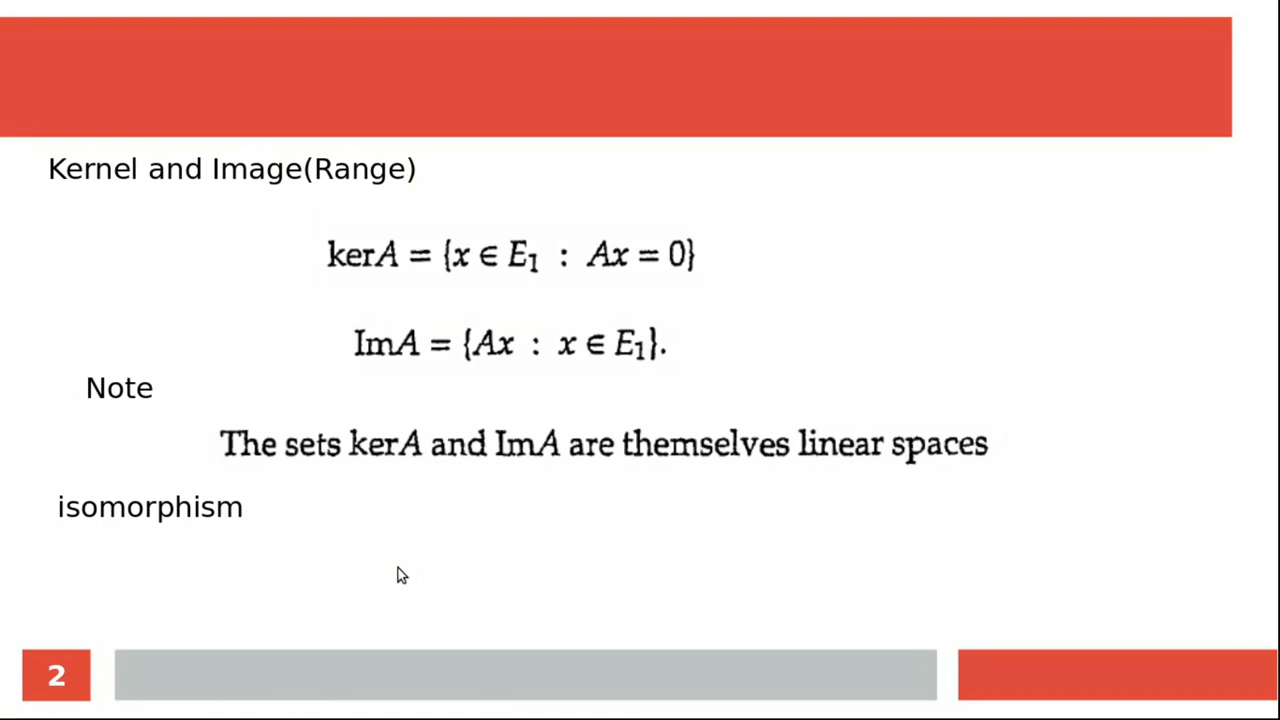 Kernel and Image(Range)
kerA = {x ∈ E₁ : Ax = 0}
ImA = {Ax : x ∈ E₁}.
Note
The sets kerA and ImA are themselves linear spaces
isomorphism
2